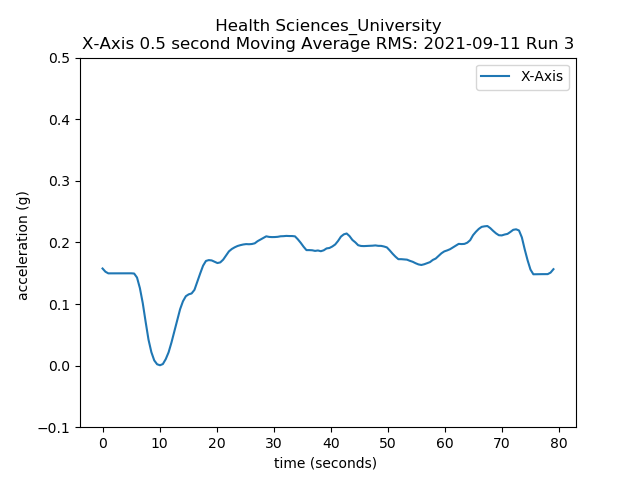 Health Sciences_University
X-Axis 0.5 second Moving Average RMS: 2021-09-11 Run 3
X-Axis
0.5
0.4
0.3
0.2
0.1
0.0
−0.1
acceleration (g)
0 10 20 30 40 50 60 70 80
time (seconds)